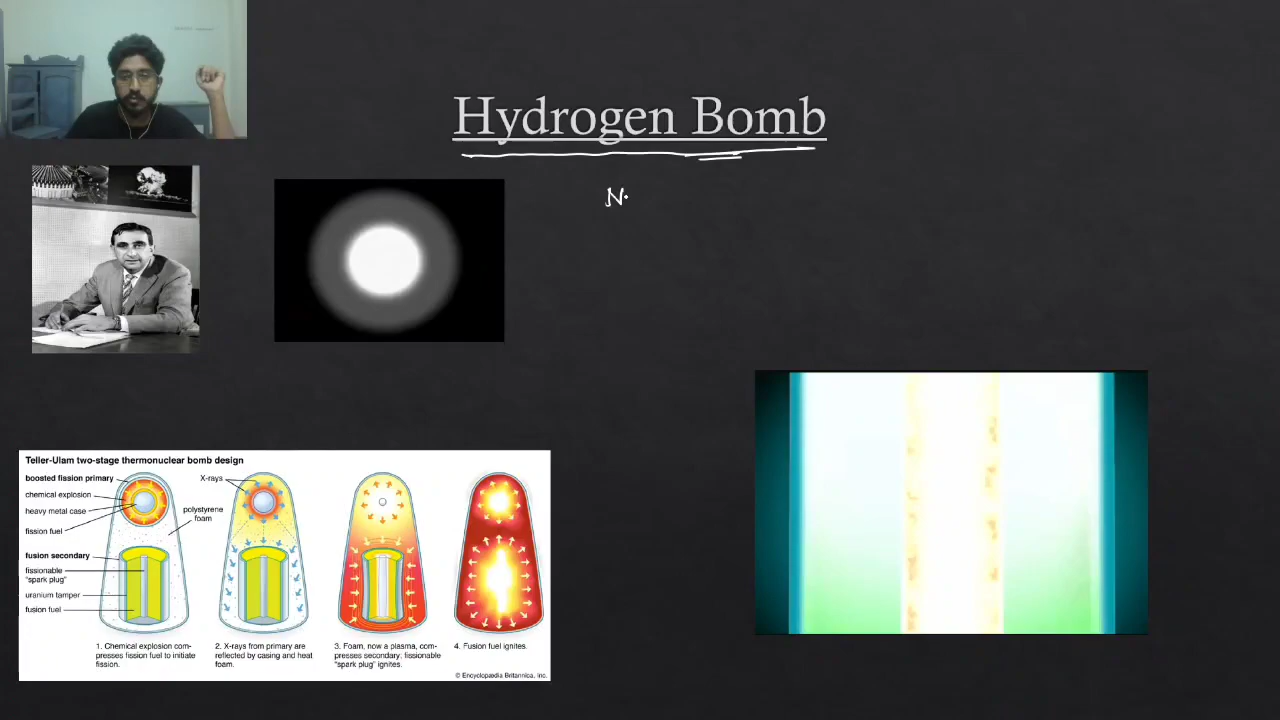 Hydrogen Bomb
N.
Teller-Ulam two-stage thermonuclear bomb design
boosted fission primary
chemical explosion
heavy metal case
fission fuel
fusion secondary
fissionable
"spark plug"
uranium tamper
fusion fuel
X-rays
polystyrene
foam
1. Chemical explosion com-
presses fission fuel to initiate
fission.
2. X-rays from primary are
reflected by casing and heat
foam.
3. Foam, now a plasma, com-
presses secondary; fissionable
"spark plug" ignites.
4. Fusion fuel ignites.
© Encyclopædia Britannica, Inc.